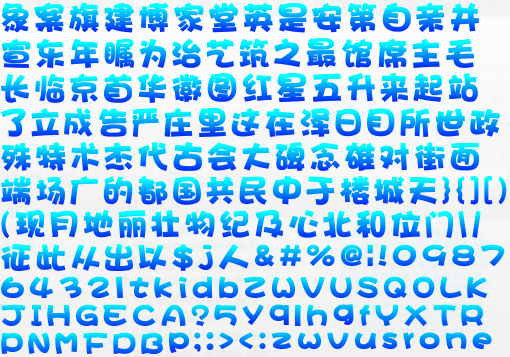 象案旗建博家堂英是安第自亲并
宣东年瞩为治艺筑之最馆席主毛
长临京首华徽图红星五升来起站
了立成告严庄里这在泽日目所世政
殊特术杰代古会大碑念雄对街面
端场广的都国共民中于楼城天}{][)
(现月地丽壮物纪及心北和位门\/
征此从出以$j人&#%@¦!0987
64321tkidbZWVUSQOLK
JIHGECA?5Yq1hgfYXTR
PNMFDBp;:><:zwvusrone